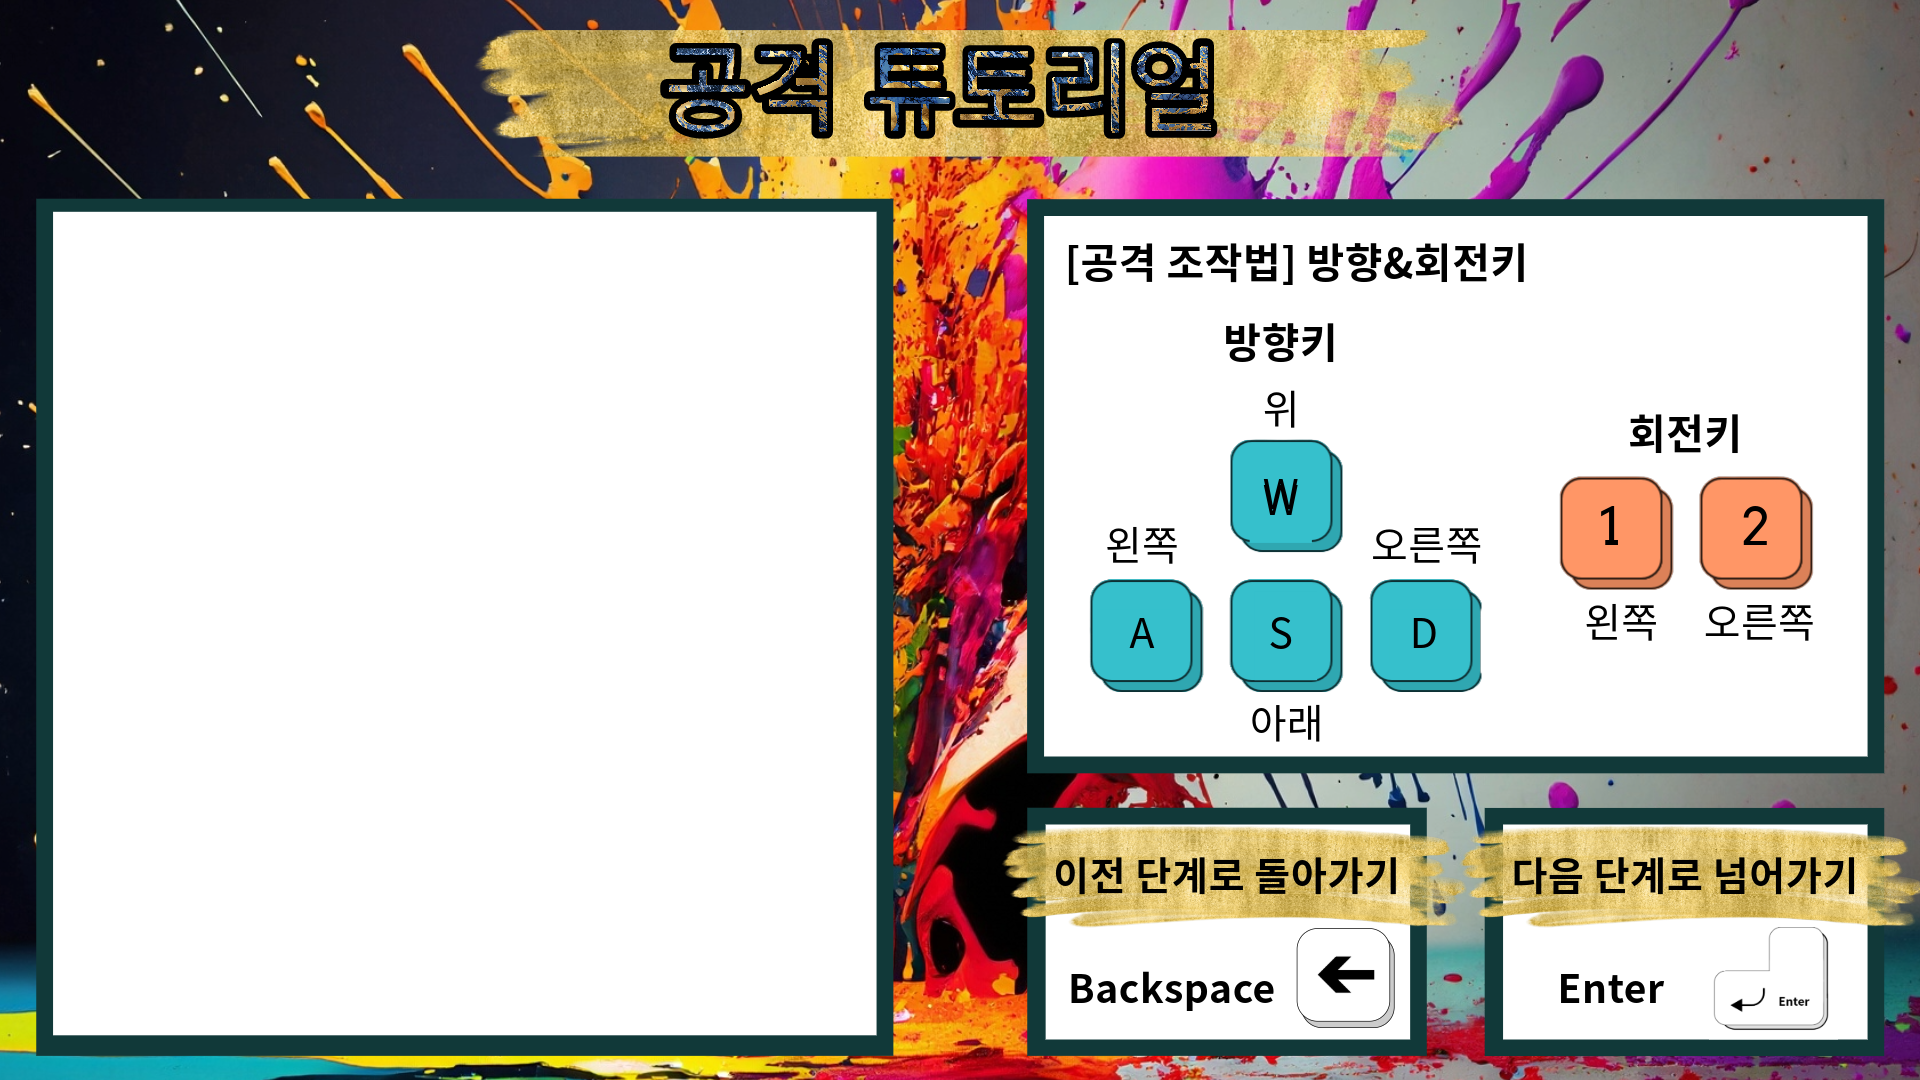 공격 튜토리얼
[공격 조작법] 방향&회전키
방향키
위
W
왼쪽
오른쪽
A
S
D
아래
회전키
1
2
왼쪽
오른쪽
이전 단계로 돌아가기
Backspace
다음 단계로 넘어가기
Enter
Enter